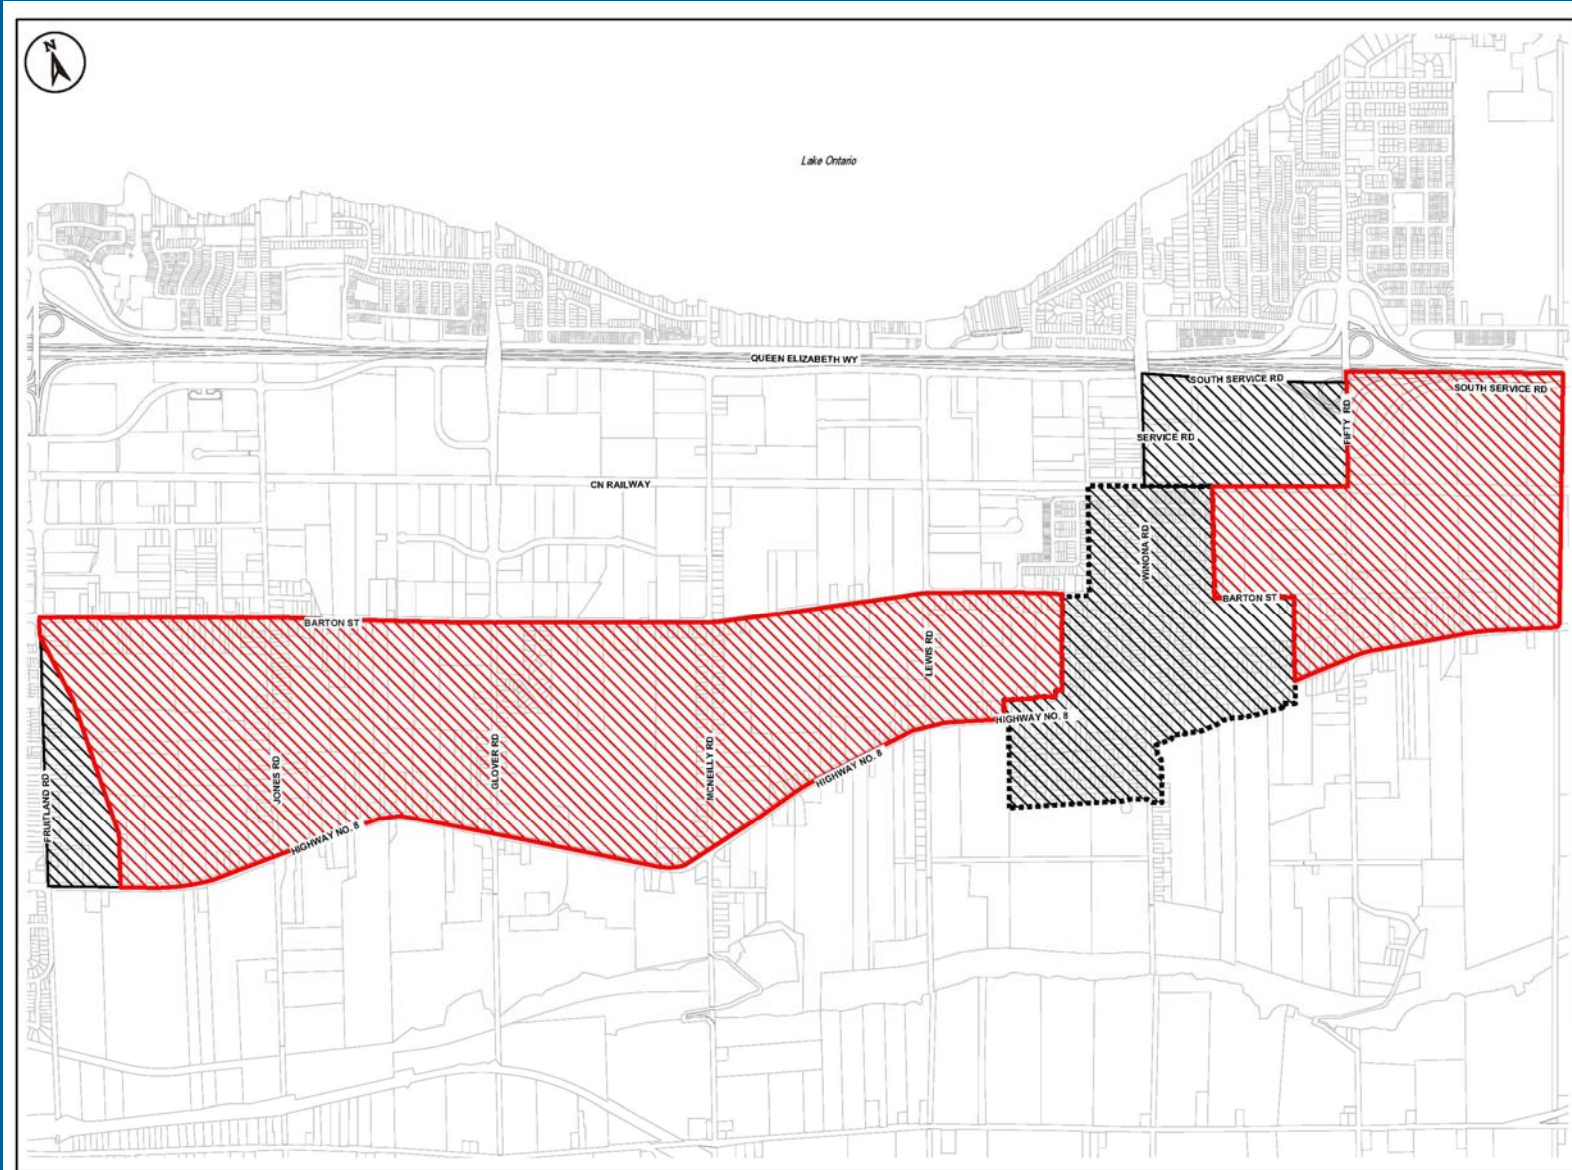 N
Lake Ontario
QUEEN ELIZABETH WY
SOUTH SERVICE RD
SOUTH SERVICE RD
FIFTY RD
SERVICE RD
CN RAILWAY
WINONA RD
BARTON ST
BARTON ST
LEWIS RD
HIGHWAY NO. 8
GLOVER RD
MCNEILLY RD
JONES RD
HIGHWAY NO. 8
FRUITLAND RD
HIGHWAY NO. 8